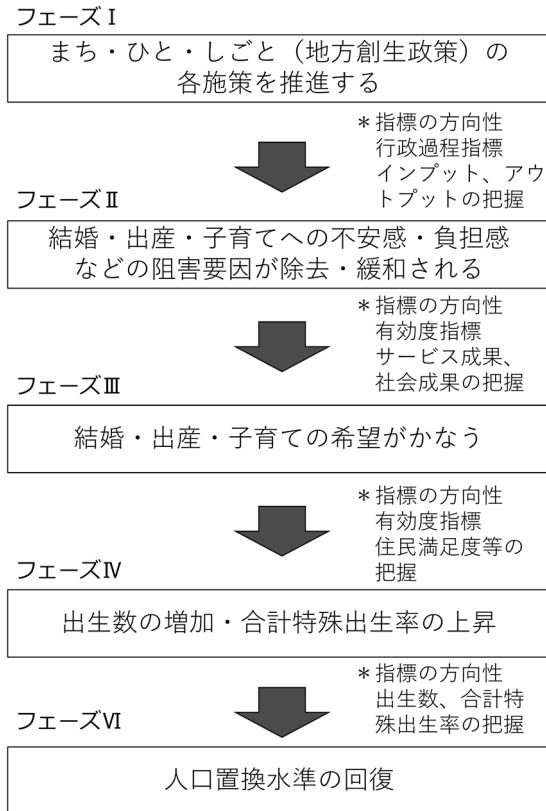 フェーズⅠ
まち・ひと・しごと（地方創生政策）の
各施策を推進する
＊指標の方向性
行政過程指標
インプット、アウ
トプットの把握
フェーズⅡ
結婚・出産・子育てへの不安感・負担感
などの阻害要因が除去・緩和される
＊指標の方向性
有効度指標
サービス成果、
社会成果の把握
フェーズⅢ
結婚・出産・子育ての希望がかなう
＊指標の方向性
有効度指標
住民満足度等の
把握
フェーズⅣ
出生数の増加・合計特殊出生率の上昇
＊指標の方向性
出生数、合計特
殊出生率の把握
フェーズⅥ
人口置換水準の回復